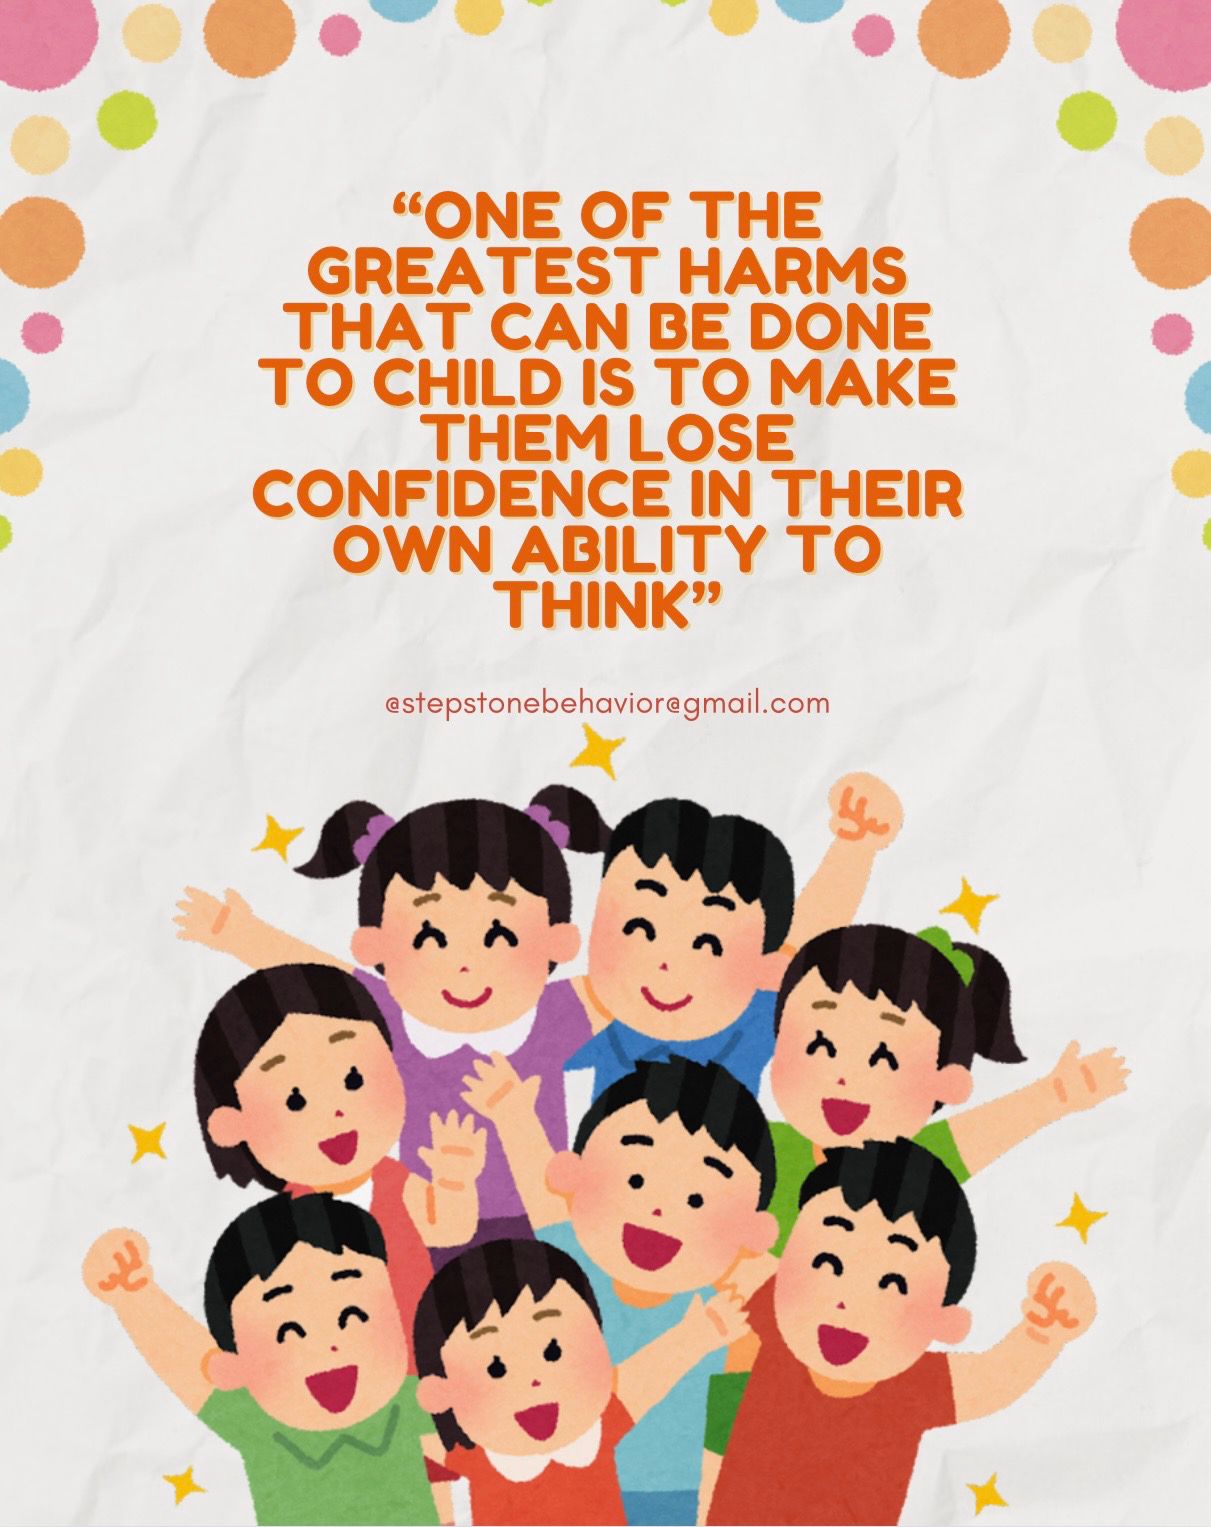 “ONE OF THE
GREATEST HARMS
THAT CAN BE DONE
TO CHILD IS TO MAKE
THEM LOSE
CONFIDENCE IN THEIR
OWN ABILITY TO
THINK”
@stepstonebehavior@gmail.com